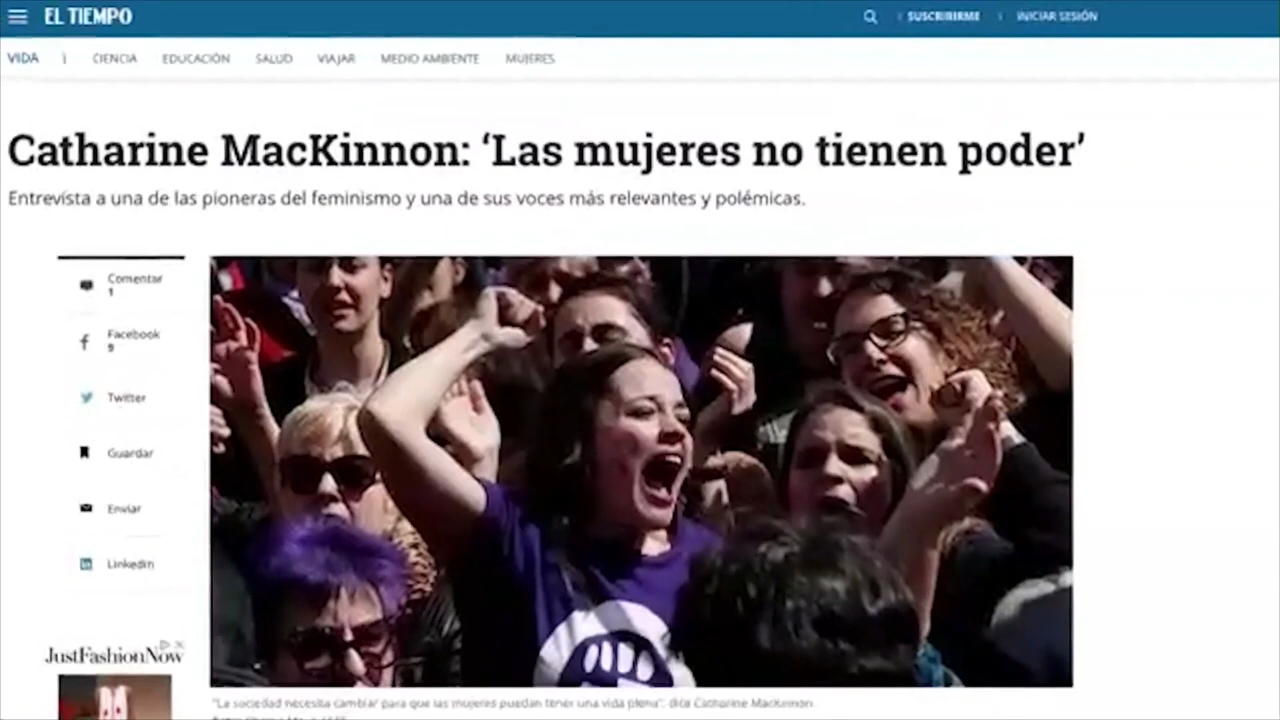 EL TIEMPO
SUSCRIBIRME
INICIAR SESIÓN
VIDA
CIENCIA
EDUCACIÓN
SALUD
VIAJAR
MEDIO AMBIENTE
MUJERES
Catharine MacKinnon: ‘Las mujeres no tienen poder’
Entrevista a una de las pioneras del feminismo y una de sus voces más relevantes y polémicas.
Comentar
1
Facebook
9
Twitter
Guardar
Enviar
Linkedin
JustFashionNow
"La sociedad necesita cambiar para que las mujeres puedan tener una vida plena", dice Catharine MacKinnon.